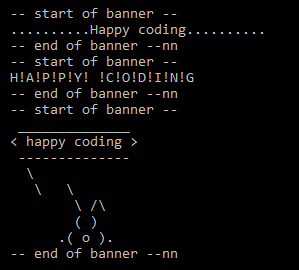 -- start of banner --
..........Happy coding..........
-- end of banner --nn
-- start of banner --
H!A!P!P!Y! !C!O!D!I!N!G
-- end of banner --nn
-- start of banner --
 ______________
< happy coding >
 --------------
  \
   \   \
        \ /\
        ( )
      .( o ).
-- end of banner --nn